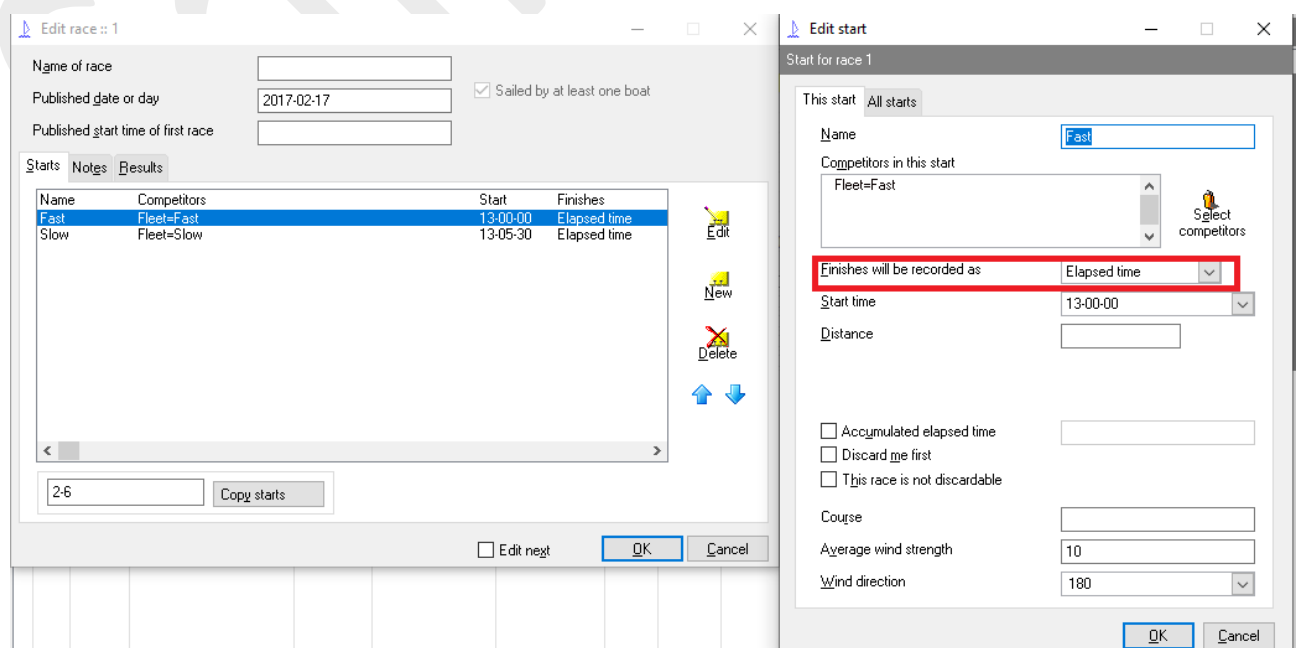 Edit race :: 1
Name of race
Published date or day 2017-02-17
Sailed by at least one boat
Published start time of first race
Starts Notes Results
Name Competitors Start Finishes
Fast Fleet=Fast 13-00-00 Elapsed time
Slow Fleet=Slow 13-05-30 Elapsed time
Edit
New
Delete
2-6 Copy starts
Edit next OK Cancel
Edit start
Start for race 1
This start All starts
Name Fast
Competitors in this start
Fleet=Fast
Select
competitors
Finishes will be recorded as Elapsed time
Start time 13-00-00
Distance
Accumulated elapsed time
Discard me first
This race is not discardable
Course
Average wind strength 10
Wind direction 180
OK Cancel